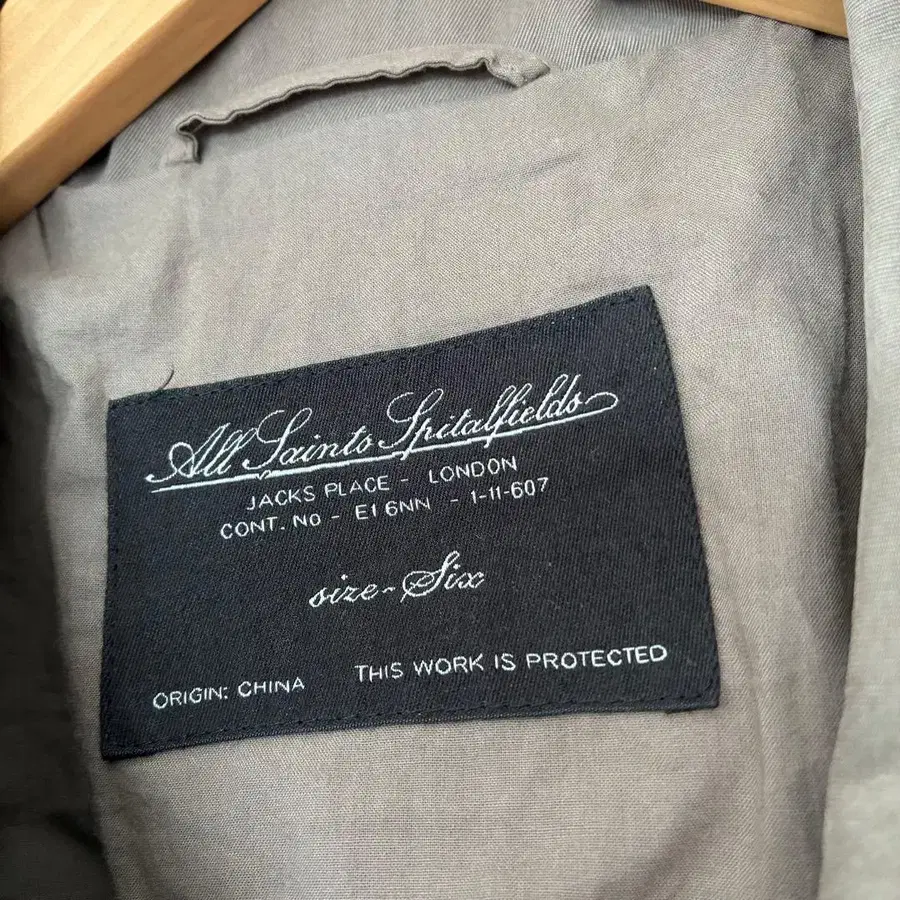 All Saints Spitalfields
JACKS PLACE - LONDON
CONT. No - E1 6NN - 1-11-607
size-Six
ORIGIN: CHINA THIS WORK IS PROTECTED